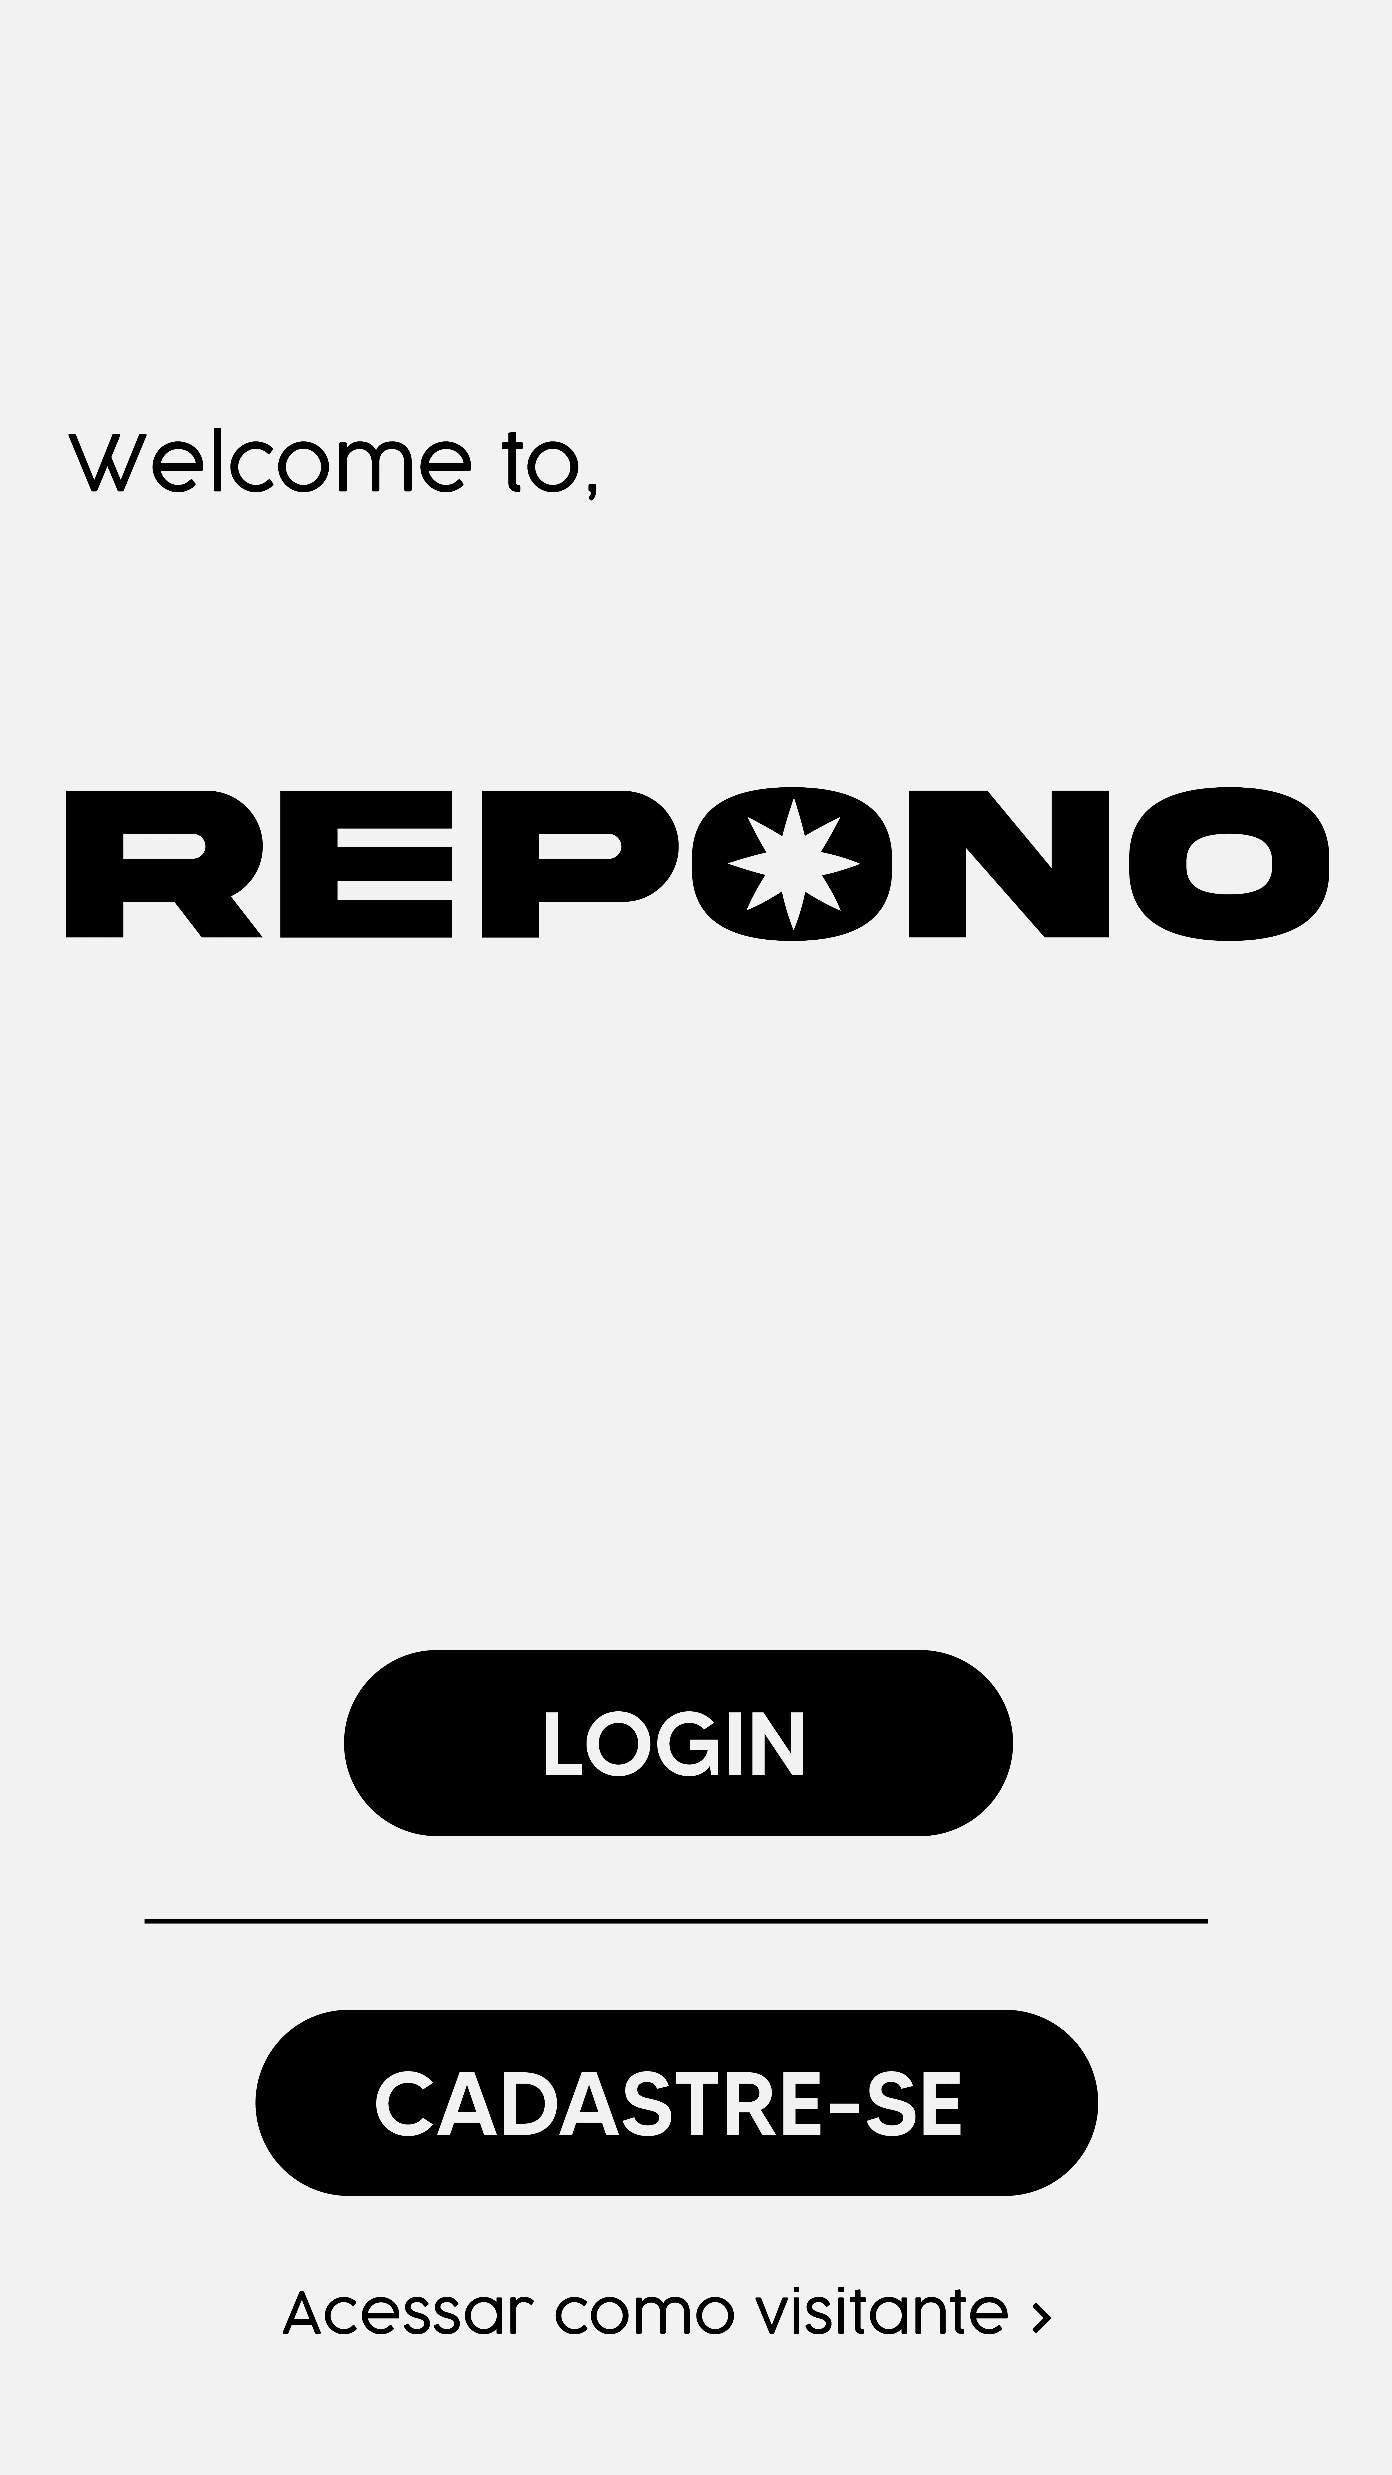 Welcome to,
REPONO
LOGIN
CADASTRE-SE
Acessar como visitante >